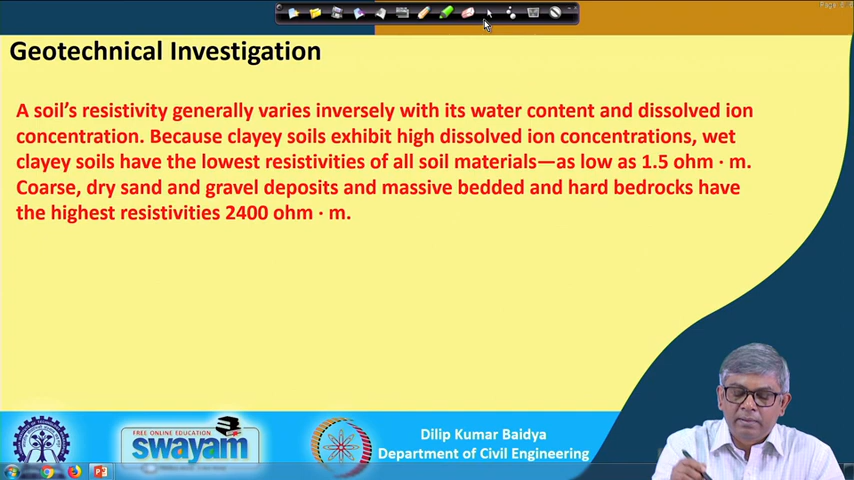 Geotechnical Investigation
A soil's resistivity generally varies inversely with its water content and dissolved ion
concentration. Because clayey soils exhibit high dissolved ion concentrations, wet
clayey soils have the lowest resistivities of all soil materials—as low as 1.5 ohm · m.
Coarse, dry sand and gravel deposits and massive bedded and hard bedrocks have
the highest resistivities 2400 ohm · m.
FREE ONLINE EDUCATION
swayam
Dilip Kumar Baidya
Department of Civil Engineering